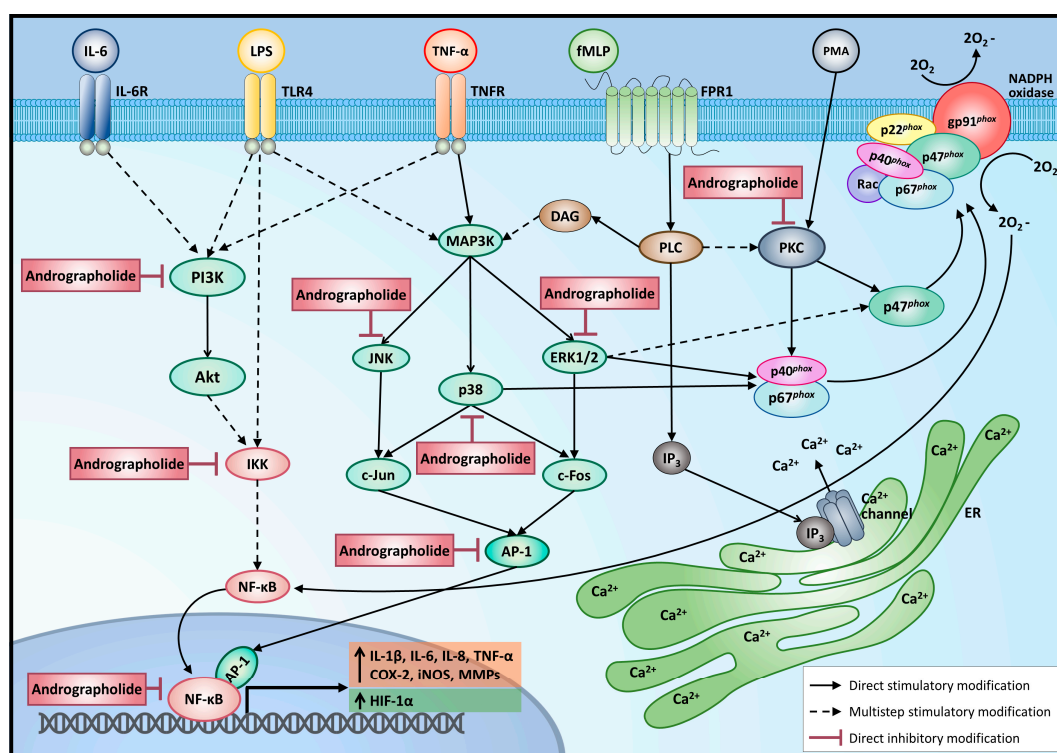 IL-6
LPS
TNF-α
fMLP
PMA
2O₂
2O₂-
NADPH
oxidase
IL-6R
TLR4
TNFR
FPR1
gp91phox
p22phox
p40phox
p47phox
Rac
p67phox
2O₂
2O₂-
Andrographolide
DAG
MAP3K
PLC
PKC
Andrographolide
PI3K
Andrographolide
Andrographolide
p47phox
JNK
ERK1/2
p40phox
p67phox
Akt
p38
Andrographolide
Andrographolide
IKK
c-Jun
c-Fos
IP₃
Ca²⁺
Ca²⁺
Ca²⁺
Ca²⁺
Ca²⁺
Ca²⁺
channel
ER
IP₃
Andrographolide
AP-1
Ca²⁺
Ca²⁺
NF-κB
Ca²⁺
Ca²⁺
Ca²⁺
Ca²⁺
Ca²⁺
AP-1
Andrographolide
NF-κB
IL-1β, IL-6, IL-8, TNF-α
COX-2, iNOS, MMPs
HIF-1α
Direct stimulatory modification
Multistep stimulatory modification
Direct inhibitory modification